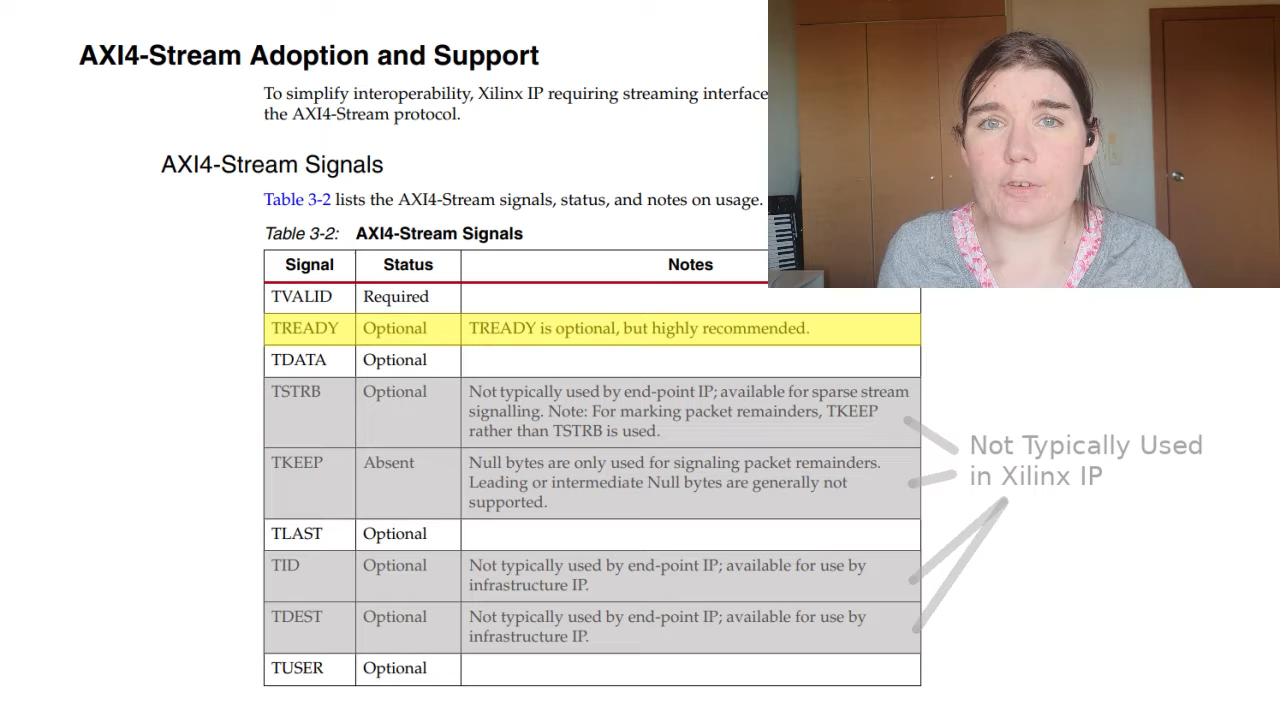 AXI4-Stream Adoption and Support
To simplify interoperability, Xilinx IP requiring streaming interface
the AXI4-Stream protocol.
AXI4-Stream Signals
Table 3-2 lists the AXI4-Stream signals, status, and notes on usage.
Table 3-2: AXI4-Stream Signals
Signal Status Notes
TVALID Required
TREADY Optional TREADY is optional, but highly recommended.
TDATA Optional
TSTRB Optional Not typically used by end-point IP; available for sparse stream
signalling. Note: For marking packet remainders, TKEEP
rather than TSTRB is used.
TKEEP Absent Null bytes are only used for signaling packet remainders.
Leading or intermediate Null bytes are generally not
supported.
TLAST Optional
TID Optional Not typically used by end-point IP; available for use by
infrastructure IP.
TDEST Optional Not typically used by end-point IP; available for use by
infrastructure IP.
TUSER Optional
Not Typically Used
in Xilinx IP